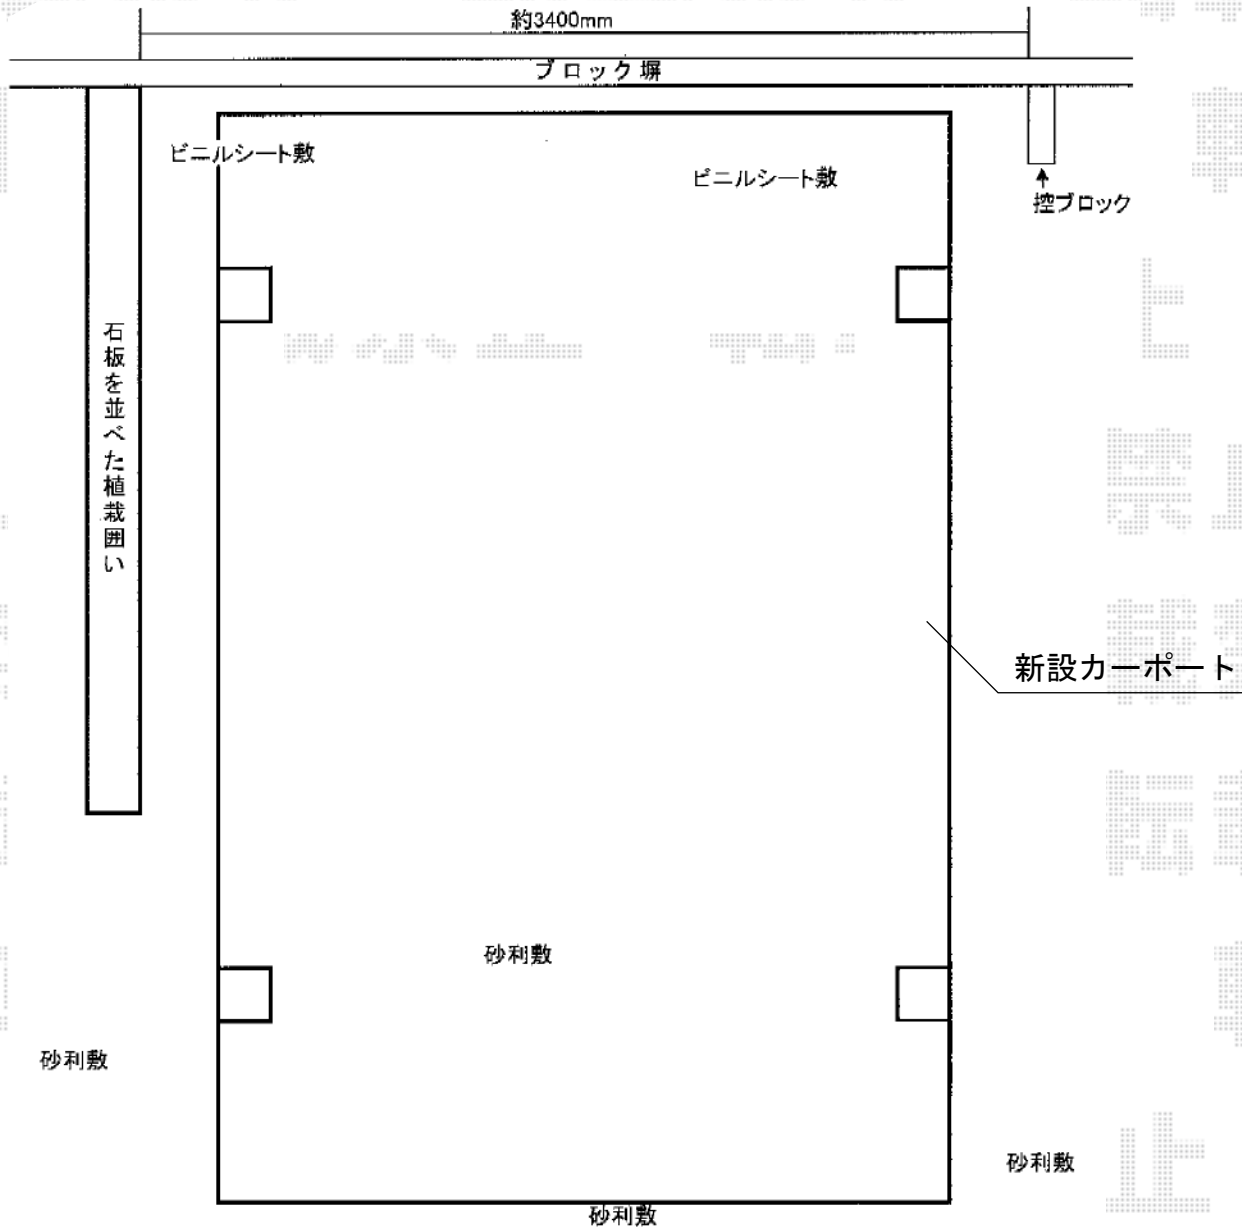 約3400mm
ブロック塀
ビニルシート敷
ビニルシート敷
控ブロック
石板を並べた植栽囲い
新設カーポート
砂利敷
砂利敷
砂利敷
砂利敷